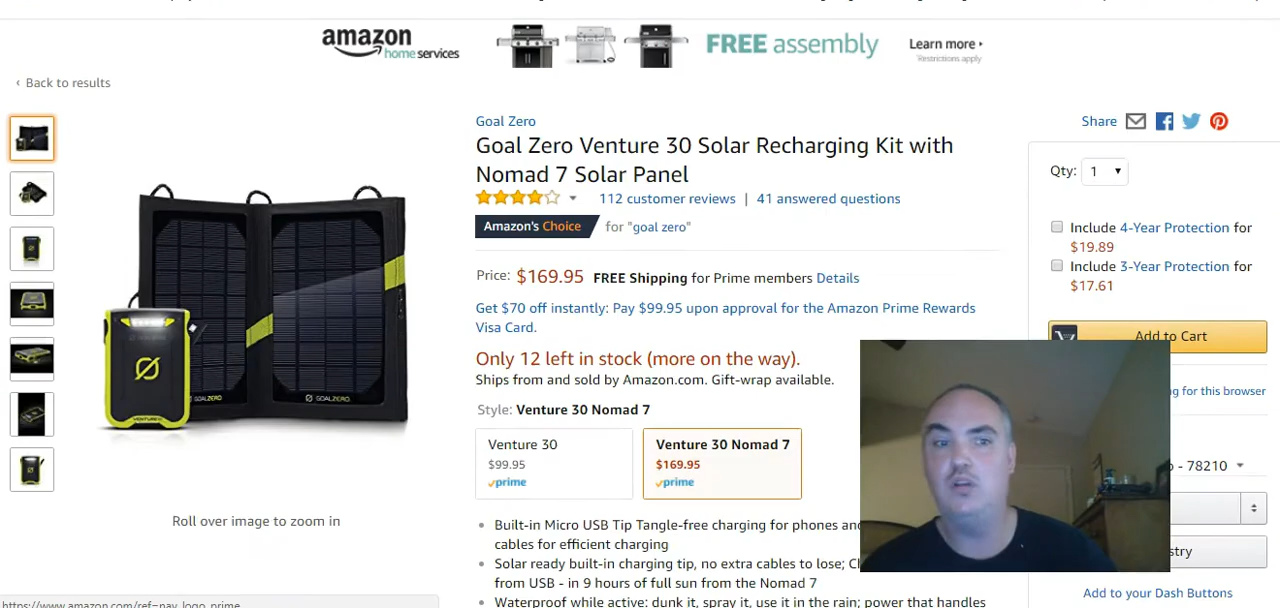 amazon
home services
FREE assembly
Learn more
Restrictions apply
‹ Back to results
Goal Zero
Share
Goal Zero Venture 30 Solar Recharging Kit with
Nomad 7 Solar Panel
Qty: 1
112 customer reviews | 41 answered questions
Amazon's Choice for "goal zero"
Include 4-Year Protection for
$19.89
Include 3-Year Protection for
$17.61
Price: $169.95 FREE Shipping for Prime members Details
Get $70 off instantly: Pay $99.95 upon approval for the Amazon Prime Rewards
Visa Card.
Add to Cart
Only 12 left in stock (more on the way).
Ships from and sold by Amazon.com. Gift-wrap available.
g for this browser
Style: Venture 30 Nomad 7
Venture 30
$99.95
prime
Venture 30 Nomad 7
$169.95
prime
- 78210
GOALZERO
GOALZERO.
VENTURE
Roll over image to zoom in
Built-in Micro USB Tip Tangle-free charging for phones and
cables for efficient charging
Solar ready built-in charging tip, no extra cables to lose;
from USB - in 9 hours of full sun from the Nomad 7
Waterproof while active: dunk it, spray it, use it in the rain; power that handles
stry
Add to your Dash Buttons
https://www.amazon.com/ref=nav_logo_prime